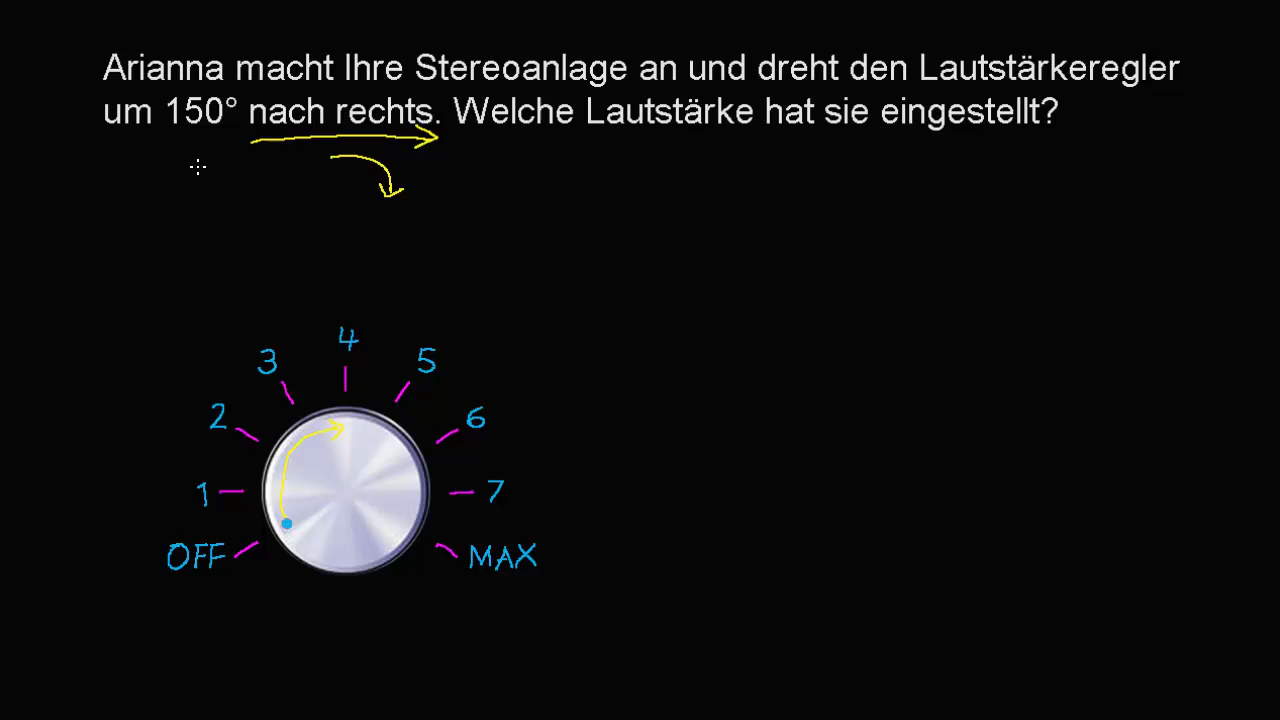 Arianna macht Ihre Stereoanlage an und dreht den Lautstärkeregler
um 150° nach rechts. Welche Lautstärke hat sie eingestellt?
4
3
5
2
6
1
7
OFF
MAX